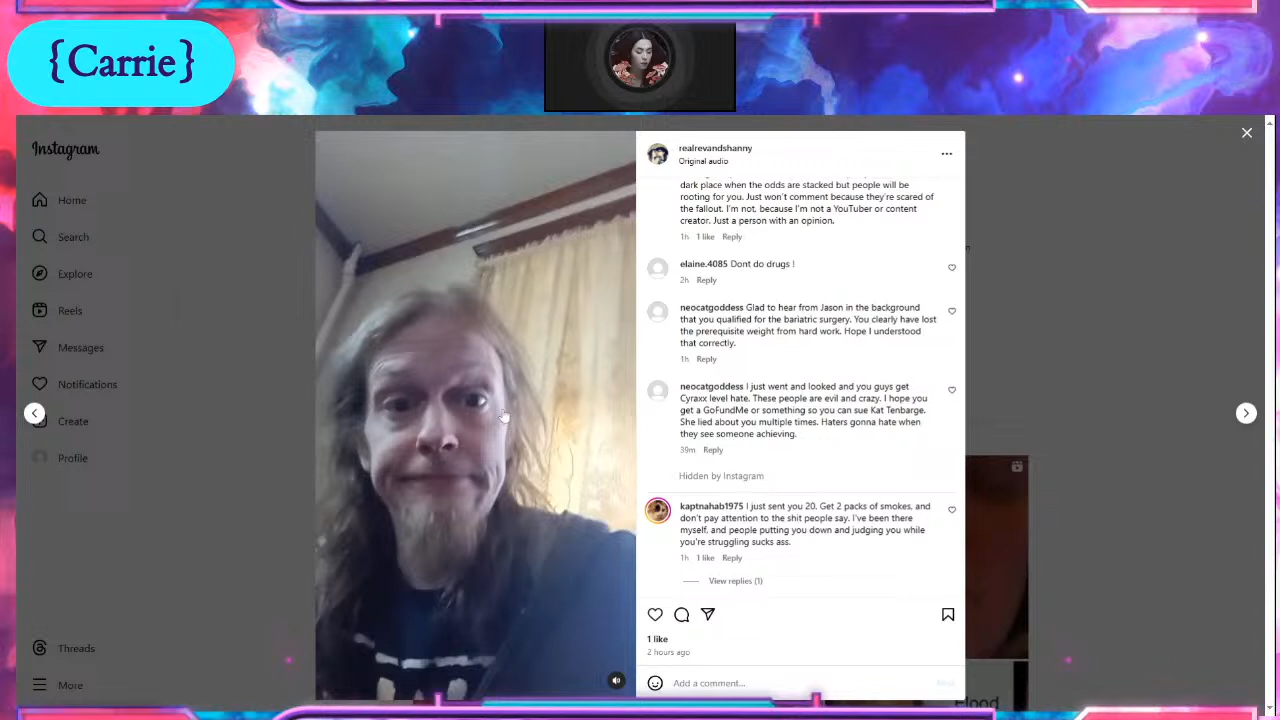 {Carrie}
Instagram
Home
Search
Explore
Reels
Messages
Notifications
Create
Profile
Threads
More
realrevandshanny
Original audio
dark place when the odds are stacked but people will be
rooting for you. Just won't comment because they're scared of
the fallout. I'm not, because I'm not a YouTuber or content
creator. Just a person with an opinion.
1h 1 like Reply
elaine.4085 Dont do drugs !
2h Reply
neocatgoddess Glad to hear from Jason in the background
that you qualified for the bariatric surgery. You clearly have lost
the prerequisite weight from hard work. Hope I understood
that correctly.
1h Reply
neocatgoddess I just went and looked and you guys get
Cyraxx level hate. These people are evil and crazy. I hope you
get a GoFundMe or something so you can sue Kat Tenbarge.
She lied about you multiple times. Haters gonna hate when
they see someone achieving.
39m Reply
Hidden by Instagram
kaptnahab1975 I just sent you 20. Get 2 packs of smokes, and
don't pay attention to the shit people say. I've been there
myself, and people putting you down and judging you while
you're struggling sucks ass.
1h 1 like Reply
View replies (1)
1 like
2 hours ago
Add a comment...
Post